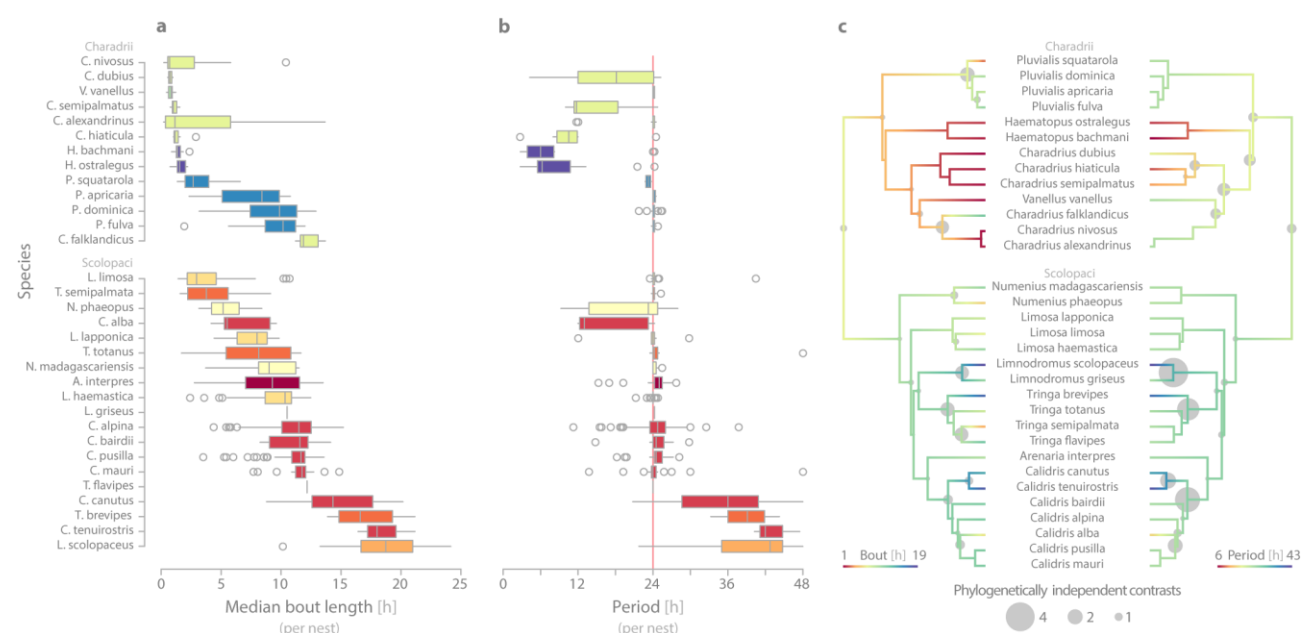 a
Species
Charadrii
C. nivosus
C. dubius
V. vanellus
C. semipalmatus
C. alexandrinus
C. hiaticula
H. bachmani
H. ostralegus
P. squatarola
P. apricaria
P. dominica
P. fulva
C. falklandicus
Scolopaci
L. limosa
T. semipalmata
N. phaeopus
C. alba
L. lapponica
T. totanus
N. madagascariensis
A. interpres
L. haemastica
L. griseus
C. alpina
C. bairdii
C. pusilla
C. mauri
T. flavipes
C. canutus
T. brevipes
C. tenuirostris
L. scolopaceus
0 5 10 15 20 25
Median bout length [h]
(per nest)
b
0 12 24 36 48
Period [h]
(per nest)
c
Charadrii
Pluvialis squatarola
Pluvialis dominica
Pluvialis apricaria
Pluvialis fulva
Haematopus ostralegus
Haematopus bachmani
Charadrius dubius
Charadrius hiaticula
Charadrius semipalmatus
Vanellus vanellus
Charadrius falklandicus
Charadrius nivosus
Charadrius alexandrinus
Scolopaci
Numenius madagascariensis
Numenius phaeopus
Limosa lapponica
Limosa limosa
Limosa haemastica
Limnodromus scolopaceus
Limnodromus griseus
Tringa brevipes
Tringa totanus
Tringa semipalmata
Tringa flavipes
Arenaria interpres
Calidris canutus
Calidris tenuirostris
Calidris bairdii
Calidris alpina
Calidris alba
Calidris pusilla
Calidris mauri
1 Bout [h] 19
6 Period [h] 43
Phylogenetically independent contrasts
4 2 1